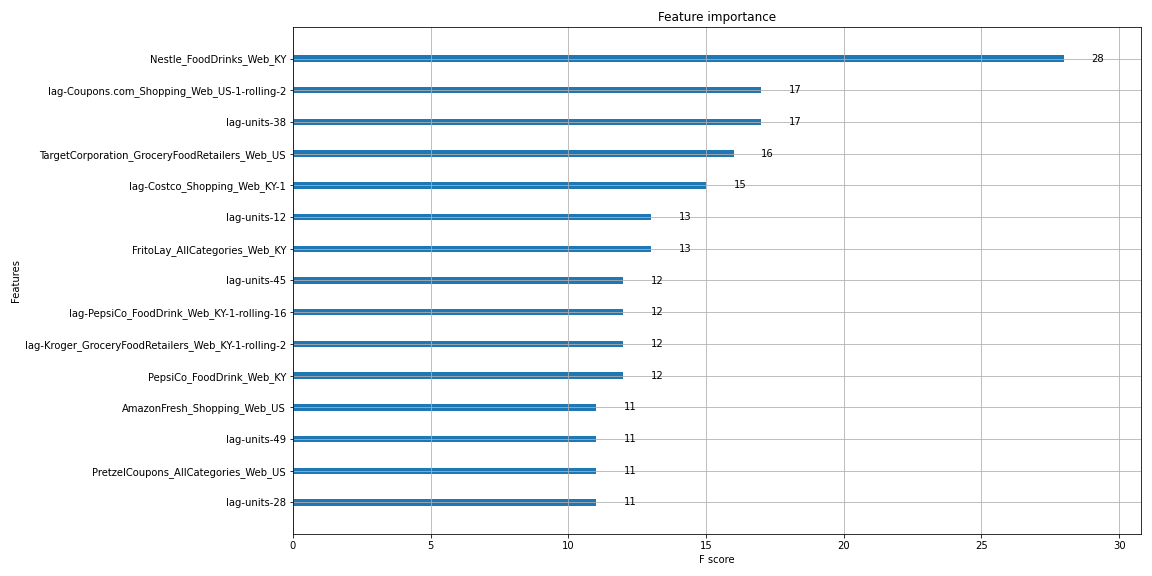 Feature importance
Features
Nestle_FoodDrinks_Web_KY 28
lag-Coupons.com_Shopping_Web_US-1-rolling-2 17
lag-units-38 17
TargetCorporation_GroceryFoodRetailers_Web_US 16
lag-Costco_Shopping_Web_KY-1 15
lag-units-12 13
FritoLay_AllCategories_Web_KY 13
lag-units-45 12
lag-PepsiCo_FoodDrink_Web_KY-1-rolling-16 12
lag-Kroger_GroceryFoodRetailers_Web_KY-1-rolling-2 12
PepsiCo_FoodDrink_Web_KY 12
AmazonFresh_Shopping_Web_US 11
lag-units-49 11
PretzelCoupons_AllCategories_Web_US 11
lag-units-28 11
0 5 10 15 20 25 30
F score